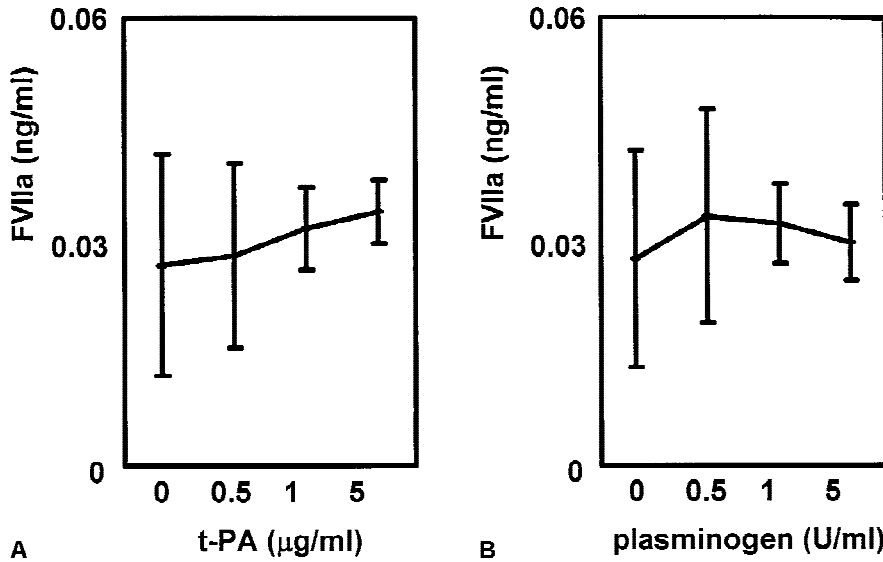 0.06
FVIIa (ng/ml)
0.03
0
0 0.5 1 5
t-PA (μg/ml)
A
0.06
FVIIa (ng/ml)
0.03
0
0 0.5 1 5
plasminogen (U/ml)
B